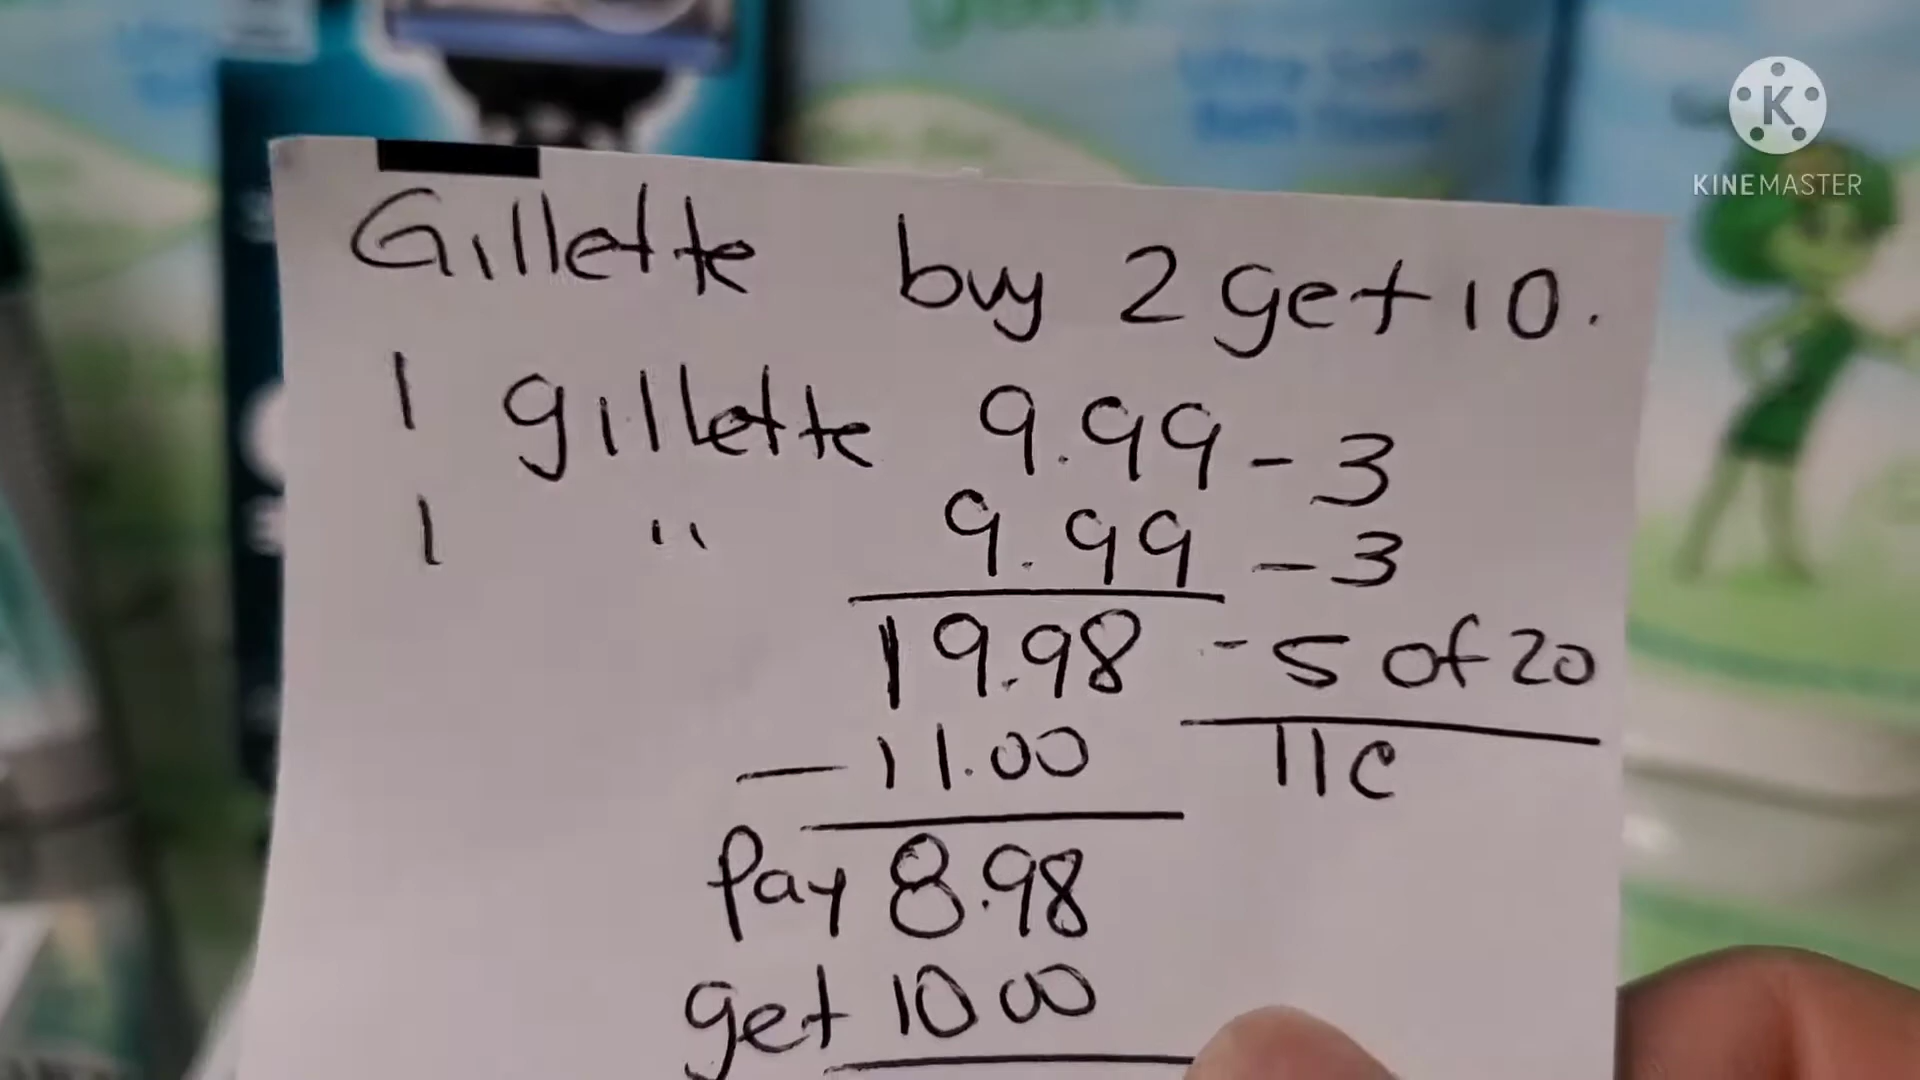 KINEMASTER
Gillette buy 2 get 10.
1 gillette 9.99 - 3
1 " 9.99 - 3
19.98 - 5 of 20
- 11.00 11c
Pay 8.98
get 10 00